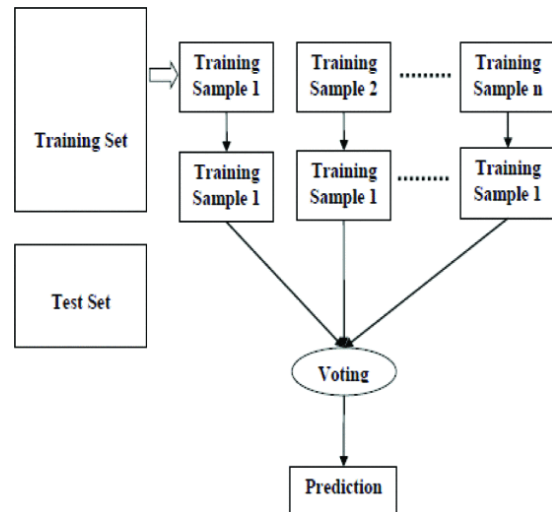 Training Set
Training
Sample 1
Training
Sample 2
Training
Sample n
Training
Sample 1
Training
Sample 1
Training
Sample 1
Test Set
Voting
Prediction